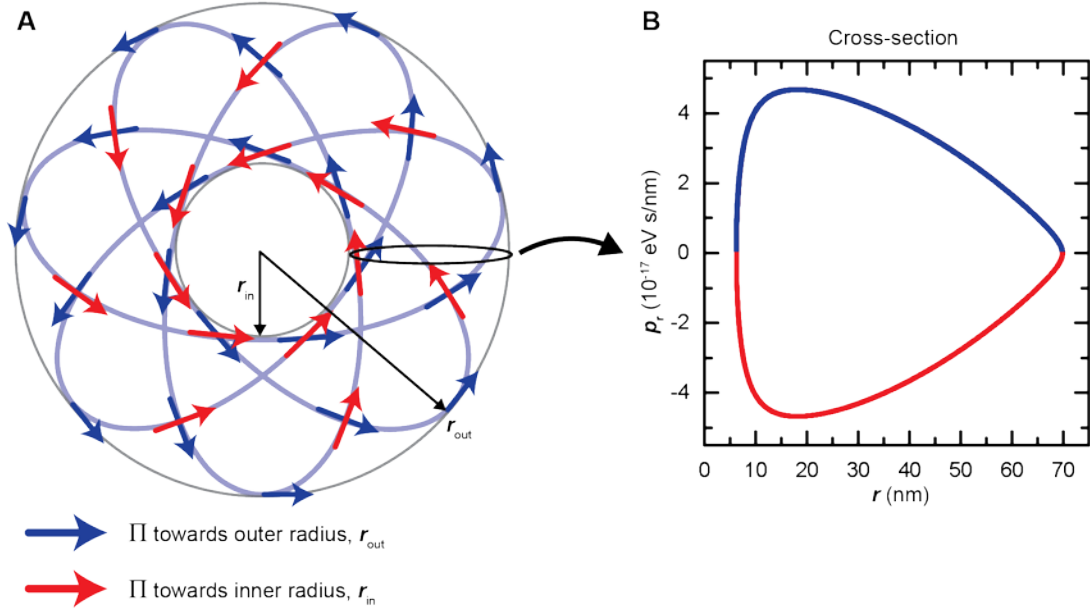 A
r_in
r_out
Π towards outer radius, r_out
Π towards inner radius, r_in
B
Cross-section
p_r (10^-17 eV s/nm)
4
2
0
-2
-4
0 10 20 30 40 50 60 70
r (nm)